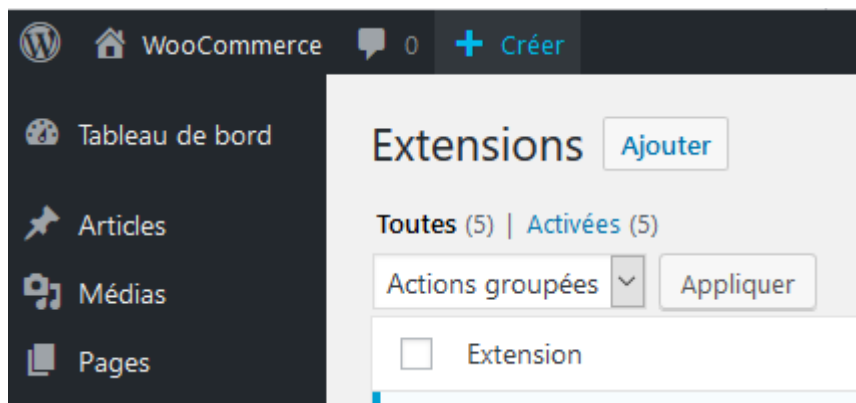 WooCommerce 0 + Créer
Tableau de bord
Extensions Ajouter
Articles
Toutes (5) | Activées (5)
Médias
Actions groupées Appliquer
Pages
Extension